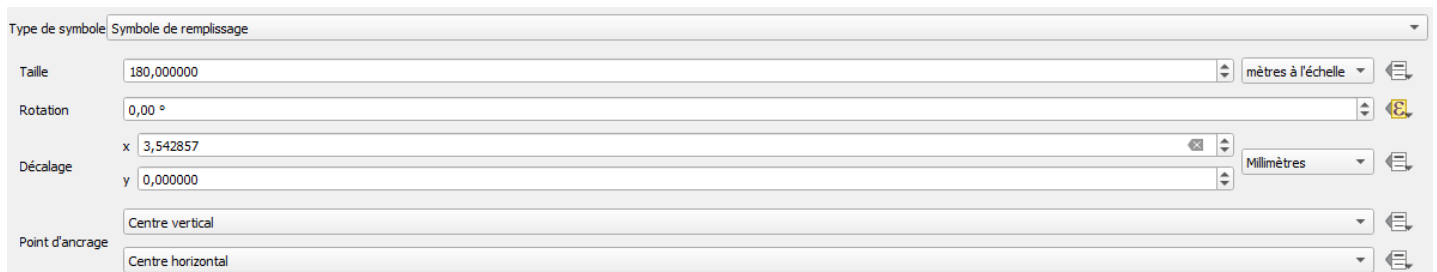 Type de symbole Symbole de remplissage
Taille 180,000000 mètres à l'échelle
Rotation 0,00 °
x 3,542857
Décalage Millimètres
y 0,000000
Centre vertical
Point d'ancrage
Centre horizontal